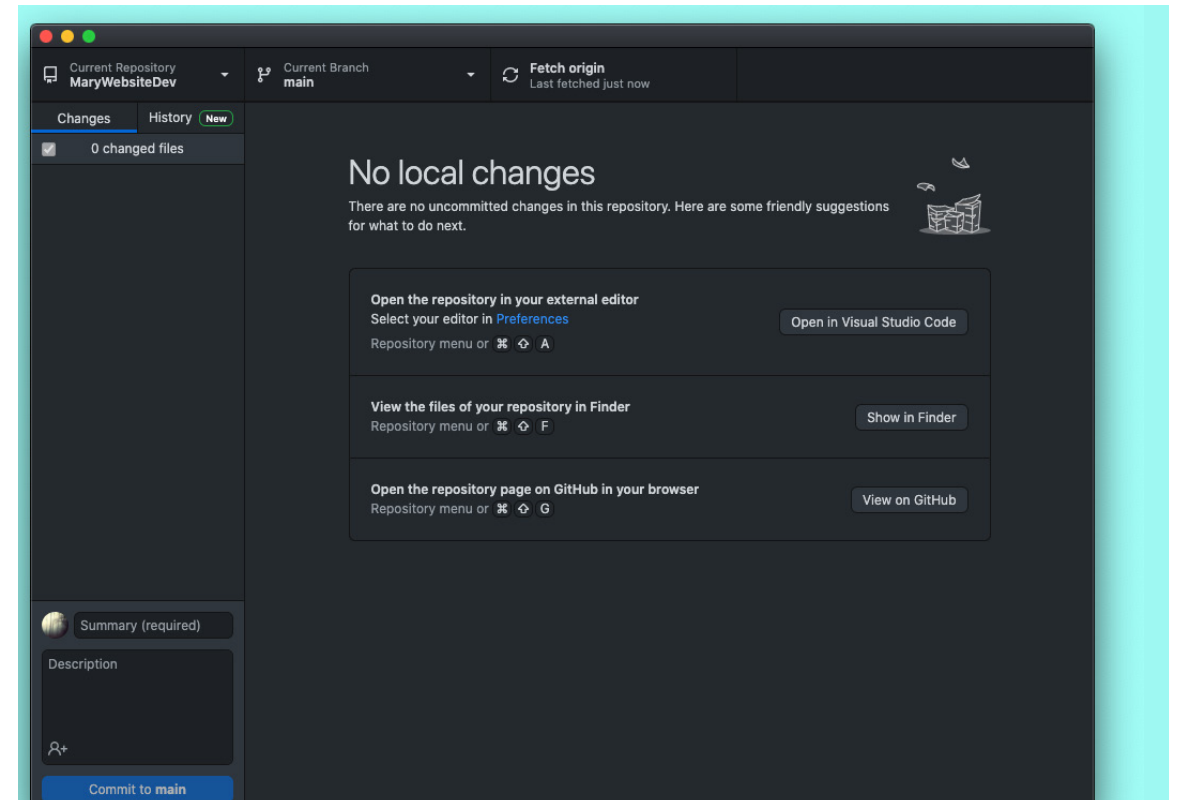 Current Repository
MaryWebsiteDev
Current Branch
main
Fetch origin
Last fetched just now
Changes
History New
0 changed files
No local changes
There are no uncommitted changes in this repository. Here are some friendly suggestions
for what to do next.
Open the repository in your external editor
Select your editor in Preferences
Repository menu or ⌘ ⇧ A
Open in Visual Studio Code
View the files of your repository in Finder
Repository menu or ⌘ ⇧ F
Show in Finder
Open the repository page on GitHub in your browser
Repository menu or ⌘ ⇧ G
View on GitHub
Summary (required)
Description
Commit to main